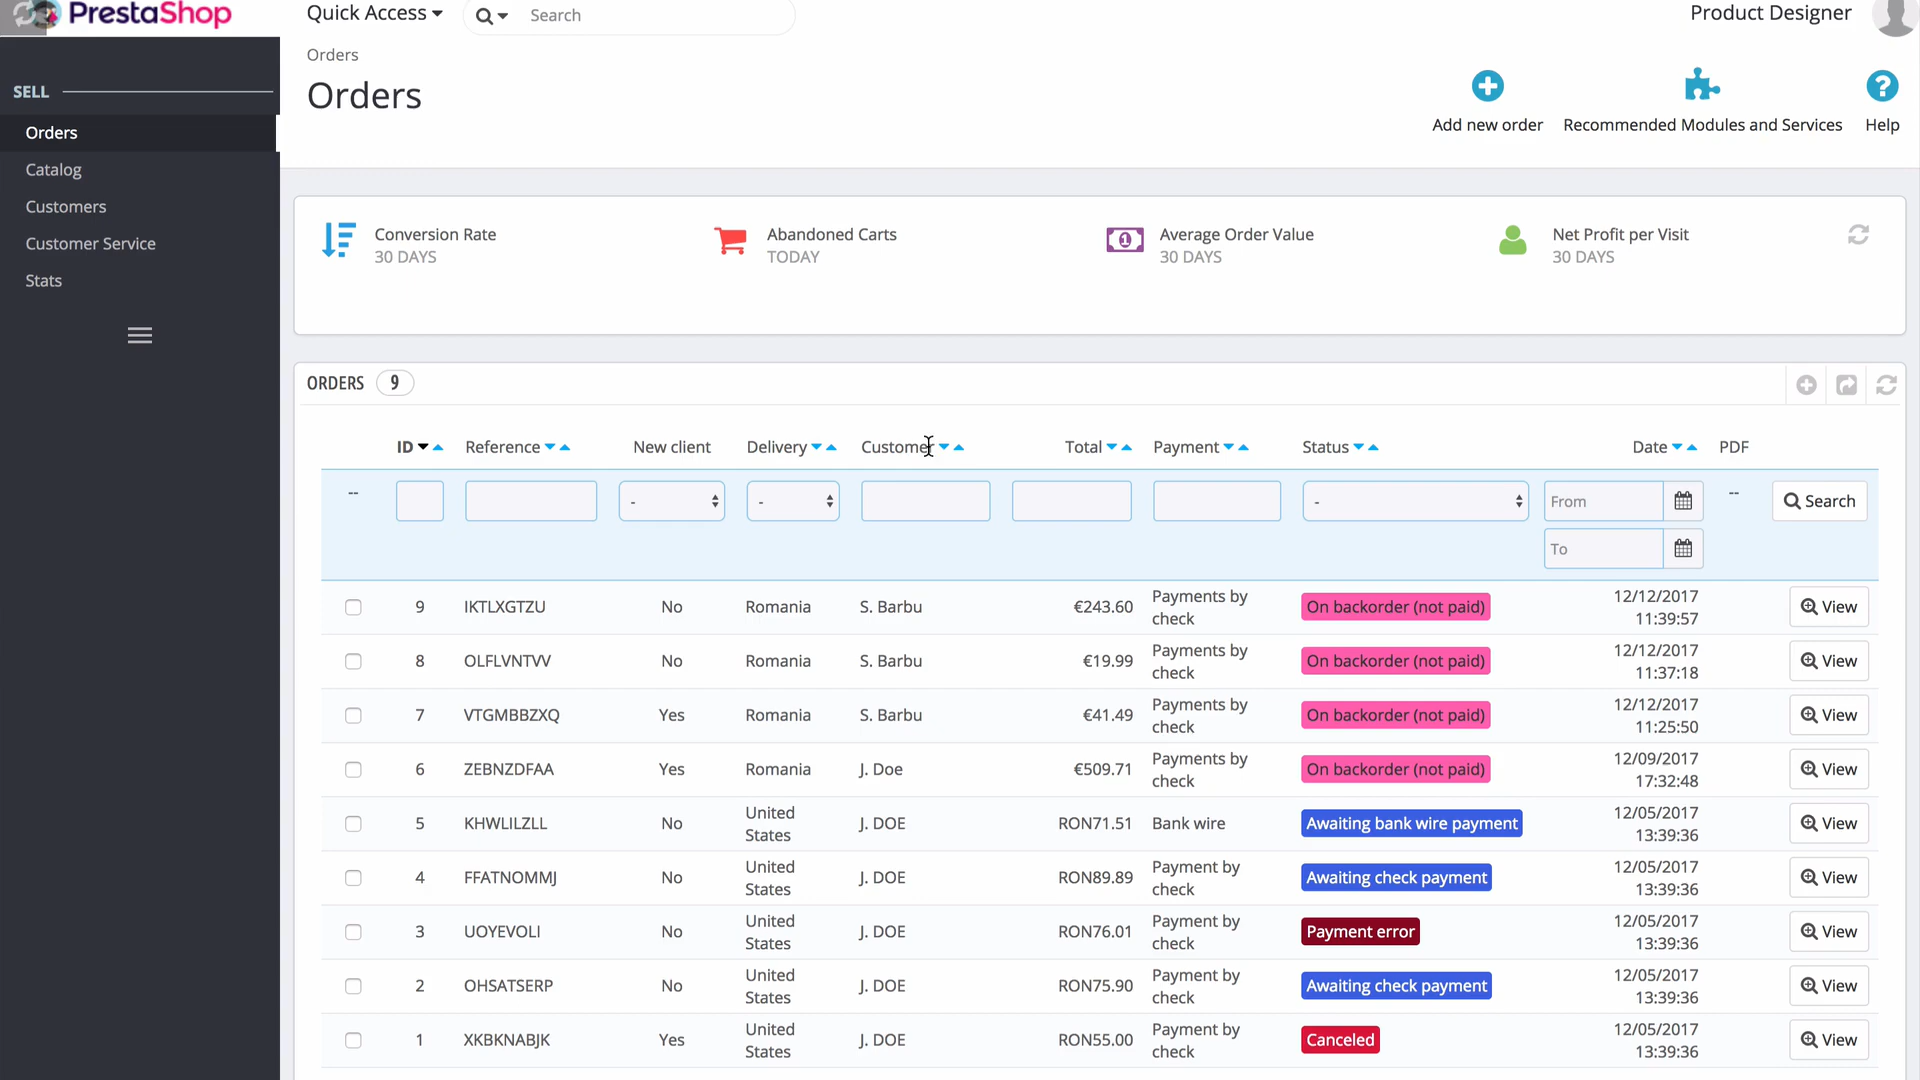 PrestaShop
Quick Access
Search
Product Designer
Orders
Orders
Add new order
Recommended Modules and Services
Help
SELL
Orders
Catalog
Customers
Customer Service
Stats
Conversion Rate
30 DAYS
Abandoned Carts
TODAY
Average Order Value
30 DAYS
Net Profit per Visit
30 DAYS
ORDERS 9
ID Reference New client Delivery Customer Total Payment Status Date PDF
-- - - - From -- Search
To
9 IKTLXGTZU No Romania S. Barbu €243.60 Payments by check On backorder (not paid) 12/12/2017 11:39:57 View
8 OLFLVNTVV No Romania S. Barbu €19.99 Payments by check On backorder (not paid) 12/12/2017 11:37:18 View
7 VTGMBBZXQ Yes Romania S. Barbu €41.49 Payments by check On backorder (not paid) 12/12/2017 11:25:50 View
6 ZEBNZDFAA Yes Romania J. Doe €509.71 Payments by check On backorder (not paid) 12/09/2017 17:32:48 View
5 KHWLILZLL No United States J. DOE RON71.51 Bank wire Awaiting bank wire payment 12/05/2017 13:39:36 View
4 FFATNOMMJ No United States J. DOE RON89.89 Payment by check Awaiting check payment 12/05/2017 13:39:36 View
3 UOYEVOLI No United States J. DOE RON76.01 Payment by check Payment error 12/05/2017 13:39:36 View
2 OHSATSERP No United States J. DOE RON75.90 Payment by check Awaiting check payment 12/05/2017 13:39:36 View
1 XKBKNABJK Yes United States J. DOE RON55.00 Payment by check Canceled 12/05/2017 13:39:36 View